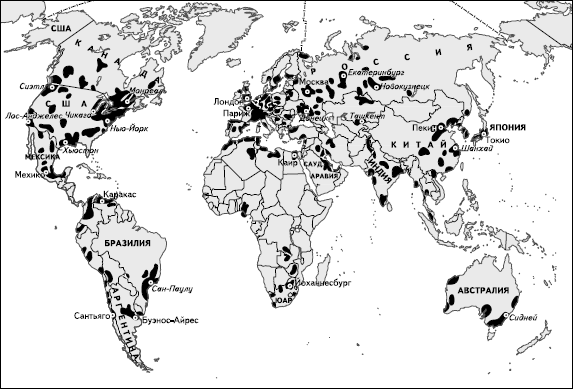 США
КАНАДА
РОССИЯ
Сиэтл
Монреаль
Москва
Екатеринбург
Новокузнецк
Лондон
США
Чикаго
Лос-Анджелес
Париж
Донецк
Ташкент
Пекин
ЯПОНИЯ
Токио
Нью-Йорк
КИТАЙ
Шанхай
Хьюстон
МЕКСИКА
Каир
САУД.
АРАВИЯ
ИНДИЯ
Мехико
Каракас
БРАЗИЛИЯ
Сан-Паулу
Йоханнесбург
АВСТРАЛИЯ
ЮАР
Сантьяго
Буэнос-Айрес
АРГЕНТИНА
Сидней